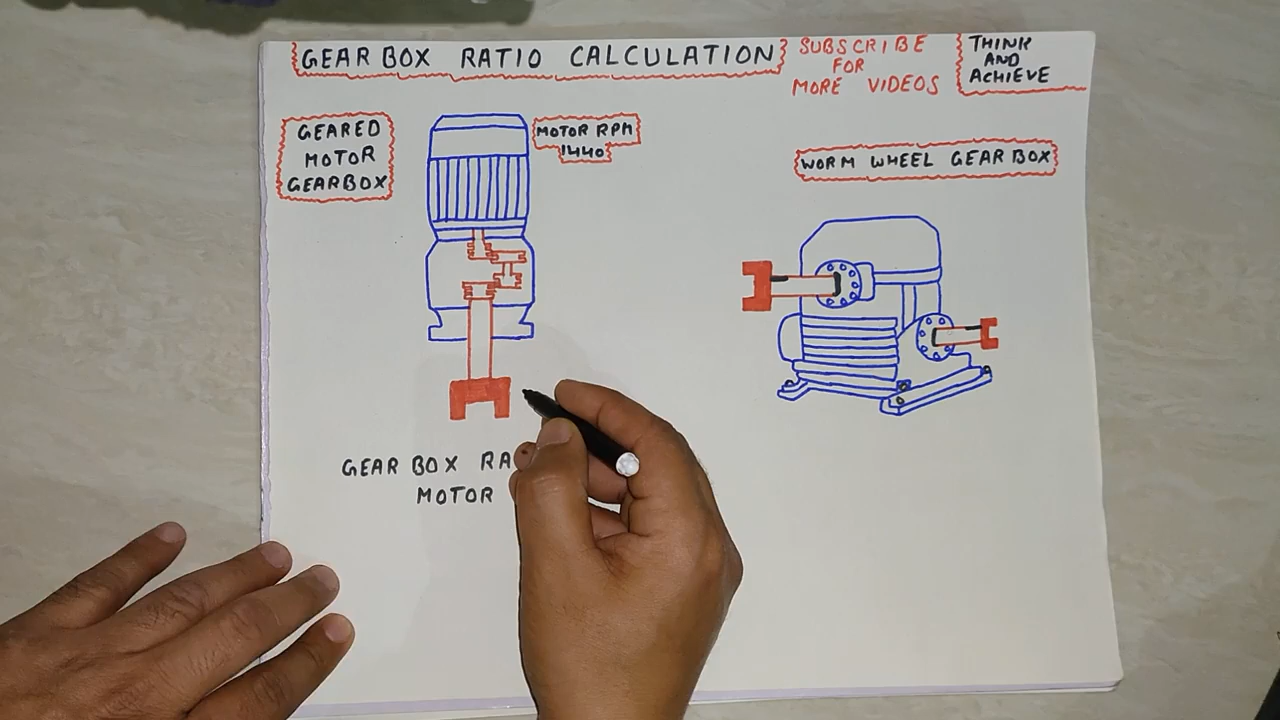 GEAR BOX RATIO CALCULATION
SUBSCRIBE
FOR
MORE VIDEOS
THINK
AND
ACHIEVE
GEARED
MOTOR
GEARBOX
MOTOR RPM
1440
WORM WHEEL GEAR BOX
GEAR BOX RA
MOTOR